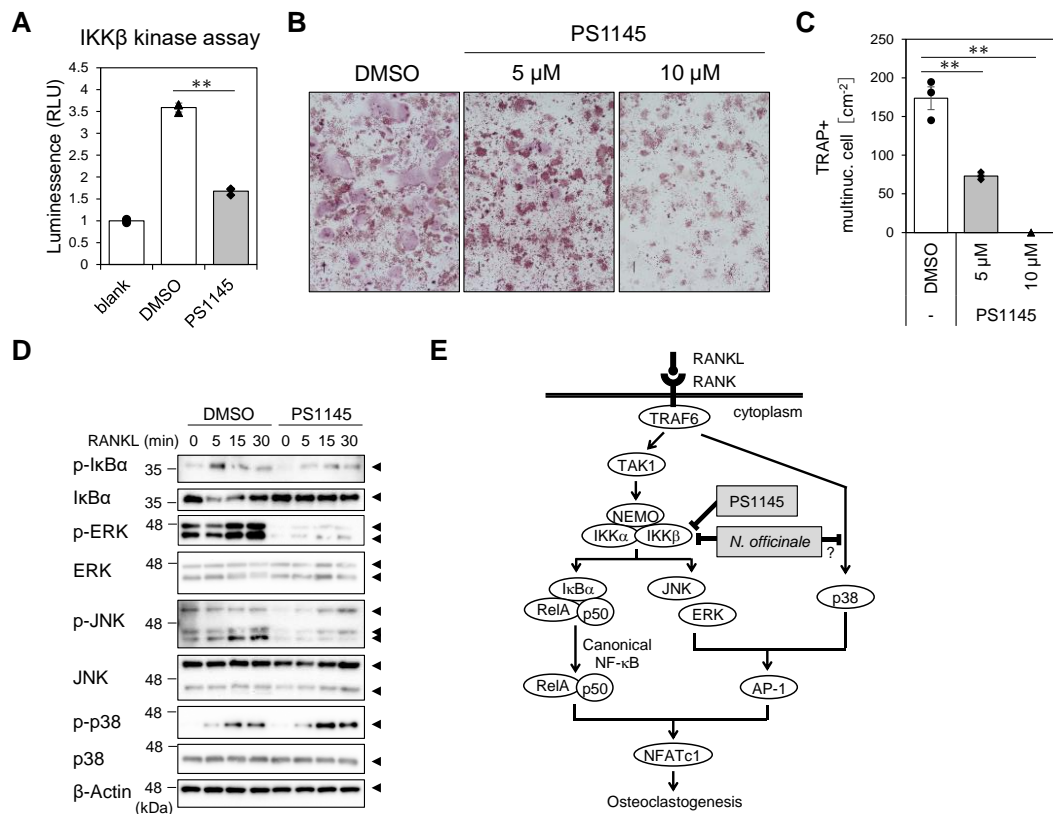 A
IKKβ kinase assay
**
Luminessence (RLU)
4.5
4
3.5
3
2.5
2
1.5
1
0.5
0
blank
DMSO
PS1145
B
PS1145
DMSO
5 μM
10 μM
C
TRAP+
multinuc. cell [cm-2]
250
200
150
100
50
0
**
**
DMSO
5 μM
10 μM
-
PS1145
D
DMSO
PS1145
RANKL (min) 0 5 15 30 0 5 15 30
p-IκBα 35
IκBα 35
p-ERK 48
ERK 48
p-JNK 48
JNK 48
p-p38 48
p38 48
β-Actin 48
(kDa)
E
RANKL
RANK
cytoplasm
TRAF6
TAK1
PS1145
NEMO
IKKα IKKβ
N. officinale
?
IκBα
RelA p50
JNK
ERK
p38
Canonical
NF-κB
RelA p50
AP-1
NFATc1
Osteoclastogenesis